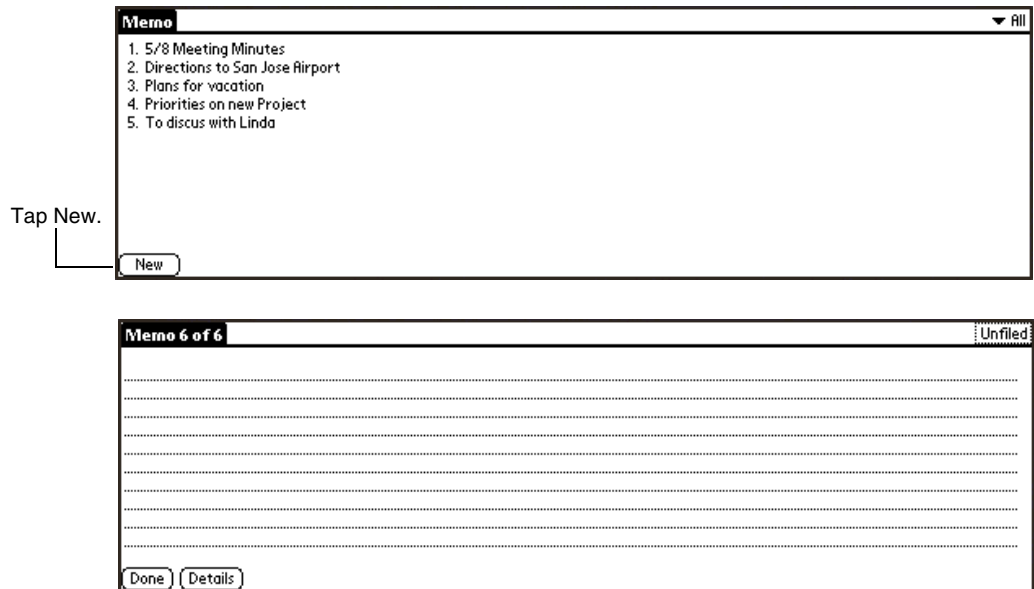 Memo
All
1. 5/8 Meeting Minutes
2. Directions to San Jose Airport
3. Plans for vacation
4. Priorities on new Project
5. To discus with Linda
Tap New.
New
Memo 6 of 6
Unfiled
Done Details